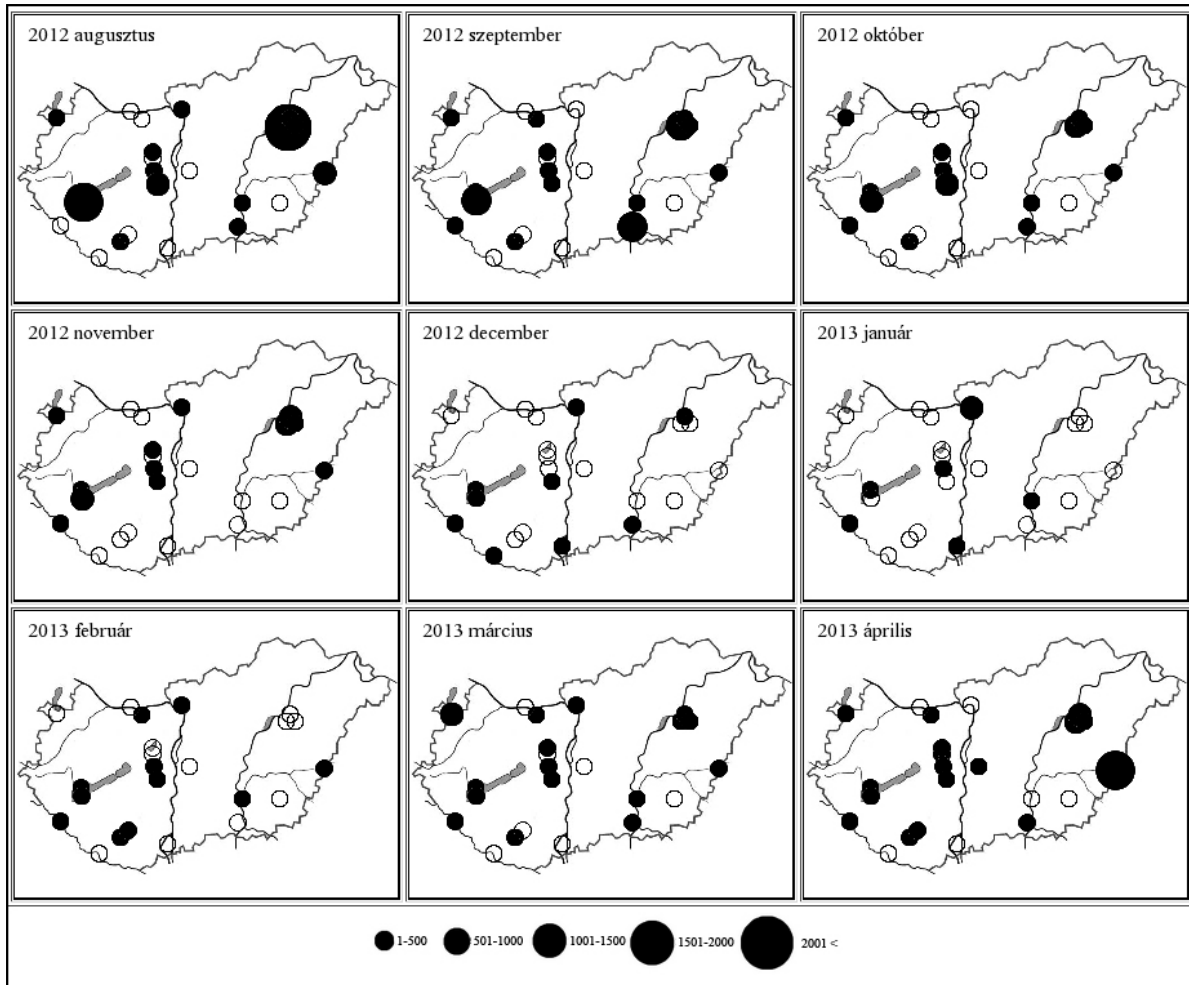 2012 augusztus
2012 szeptember
2012 október
2012 november
2012 december
2013 január
2013 február
2013 március
2013 április
1-500 501-1000 1001-1500 1501-2000 2001 <